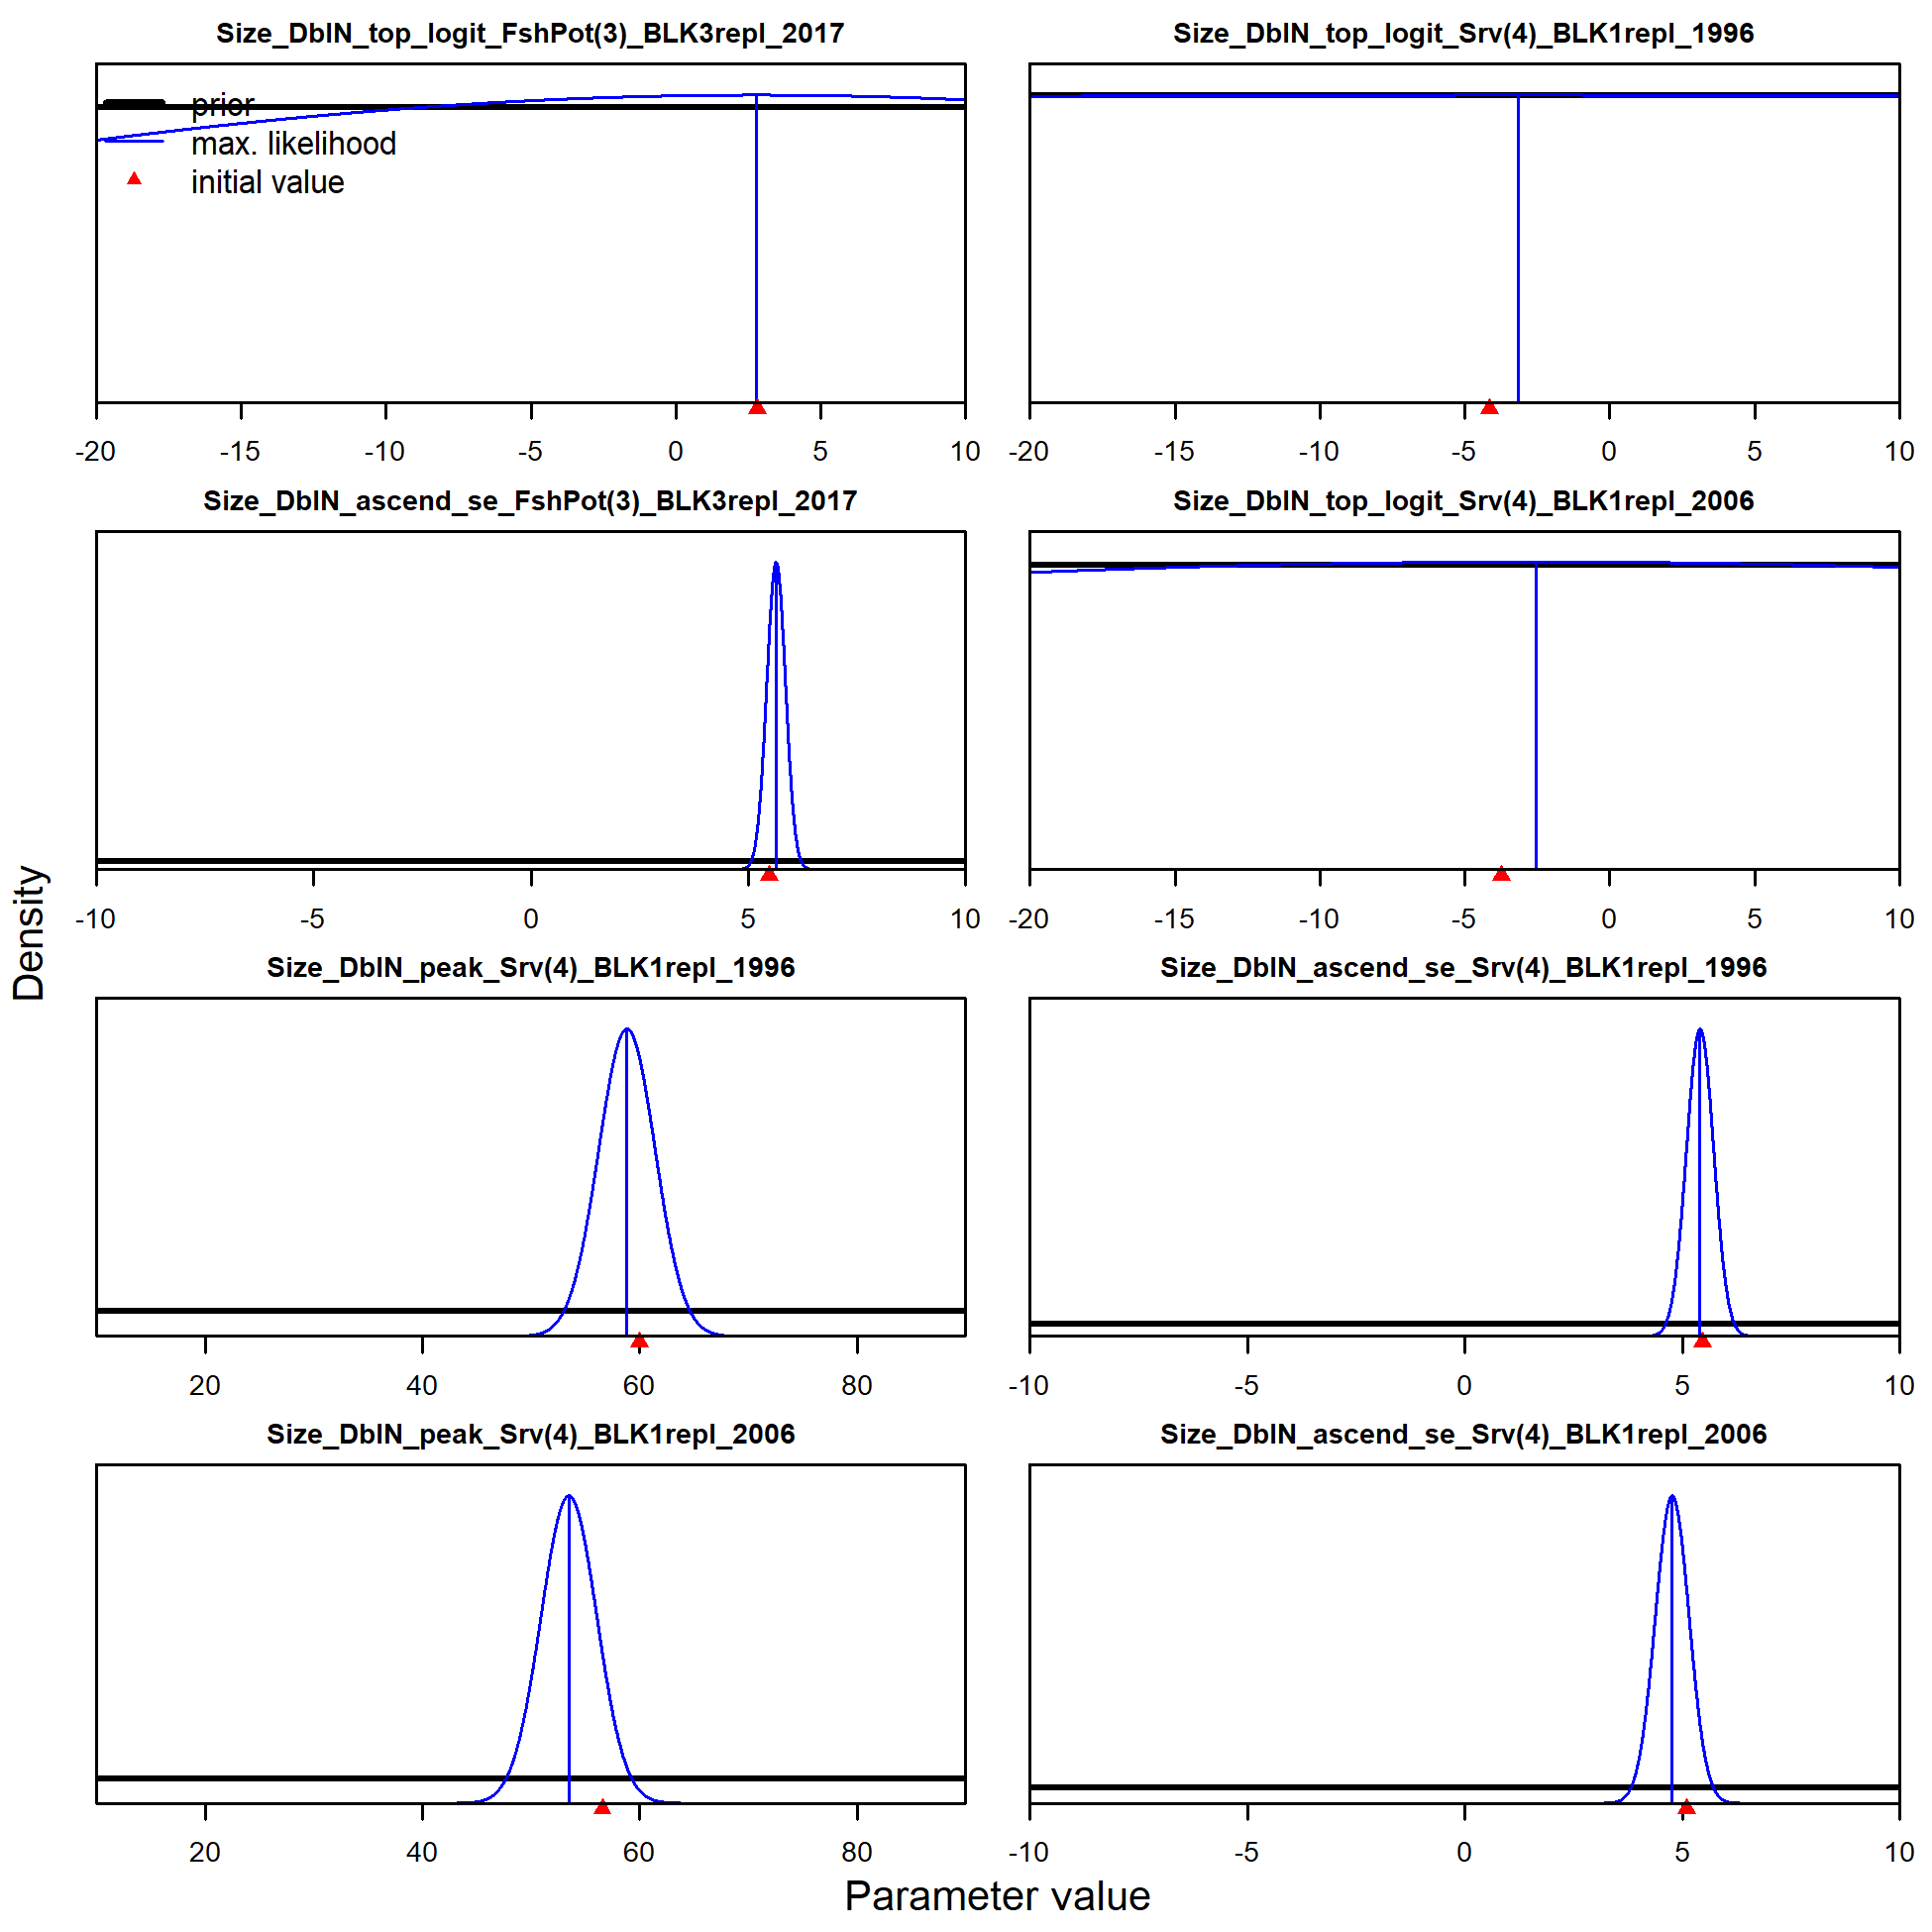 Size_DblN_top_logit_FshPot(3)_BLK3repl_2017
prior
max. likelihood
initial value
-20 -15 -10 -5 0 5 10
Size_DblN_top_logit_Srv(4)_BLK1repl_1996
-20 -15 -10 -5 0 5 10
Size_DblN_ascend_se_FshPot(3)_BLK3repl_2017
-10 -5 0 5 10
Size_DblN_top_logit_Srv(4)_BLK1repl_2006
-20 -15 -10 -5 0 5 10
Size_DblN_peak_Srv(4)_BLK1repl_1996
20 40 60 80
Size_DblN_ascend_se_Srv(4)_BLK1repl_1996
-10 -5 0 5 10
Size_DblN_peak_Srv(4)_BLK1repl_2006
20 40 60 80
Size_DblN_ascend_se_Srv(4)_BLK1repl_2006
-10 -5 0 5 10
Density
Parameter value